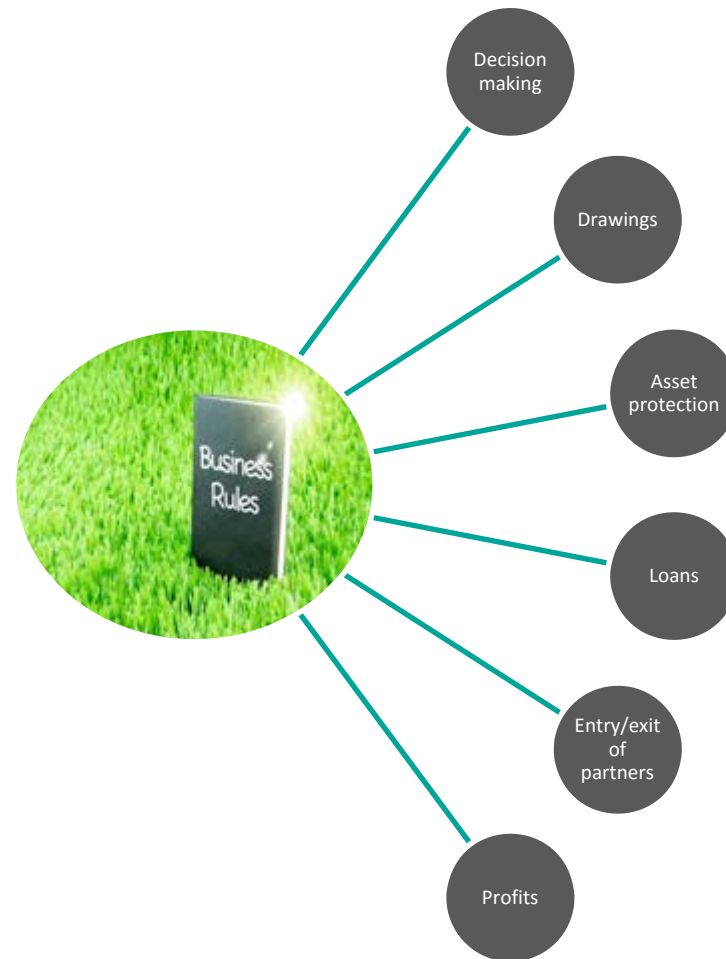 Decision
making
Drawings
Asset
protection
Business
Rules
Loans
Entry/exit
of
partners
Profits